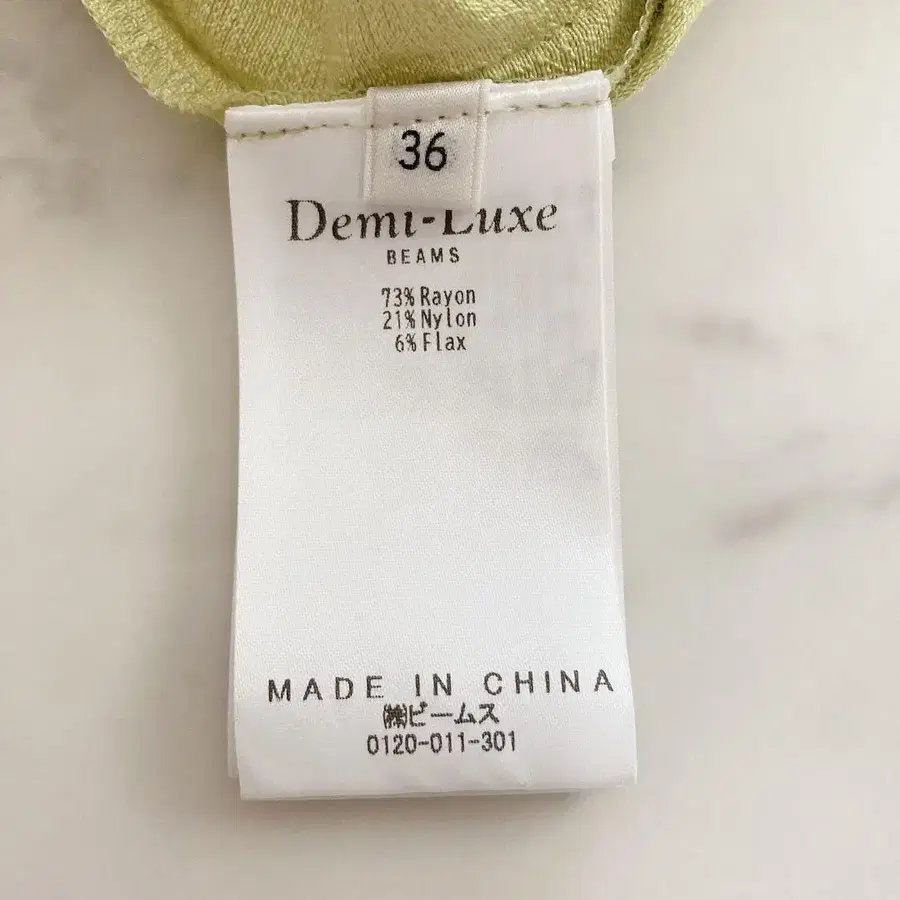 36
Demi-Luxe
BEAMS
73% Rayon
21% Nylon
6% Flax
MADE IN CHINA
㈱ビームス
0120-011-301